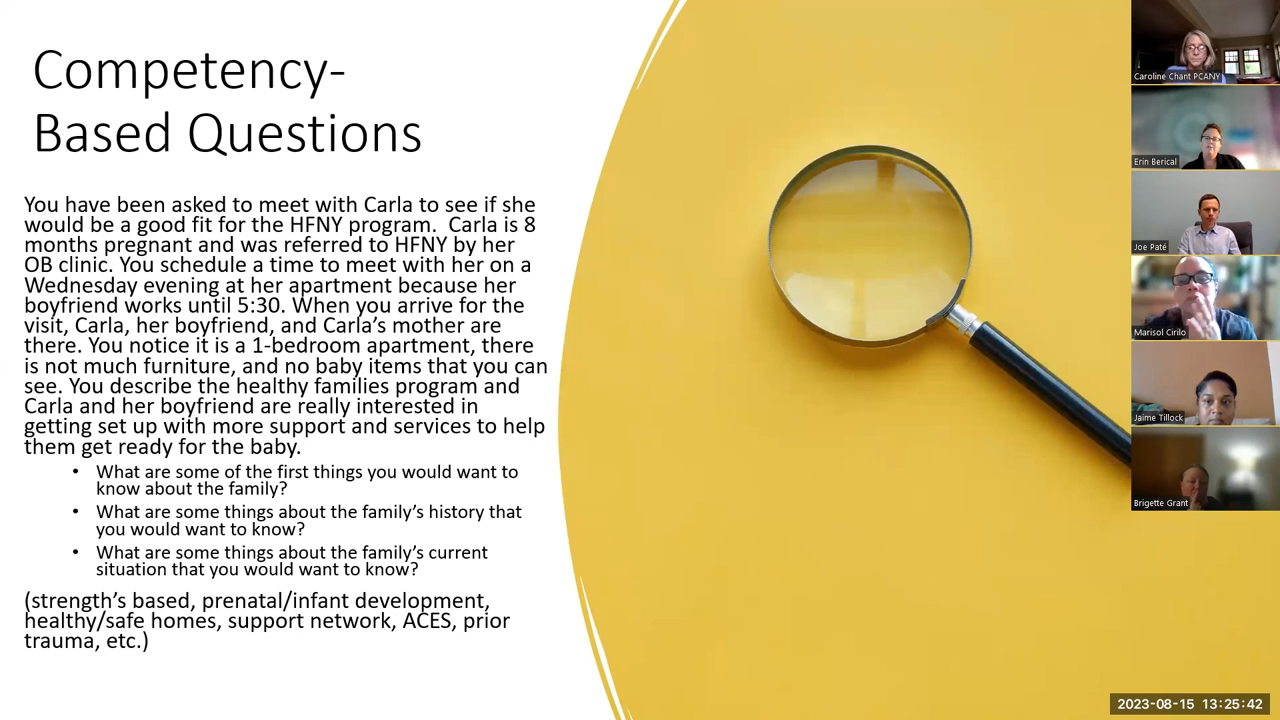 Competency-
Based Questions
You have been asked to meet with Carla to see if she
would be a good fit for the HFNY program.  Carla is 8
months pregnant and was referred to HFNY by her
OB clinic. You schedule a time to meet with her on a
Wednesday evening at her apartment because her
boyfriend works until 5:30. When you arrive for the
visit, Carla, her boyfriend, and Carla’s mother are
there. You notice it is a 1-bedroom apartment, there
is not much furniture, and no baby items that you can
see. You describe the healthy families program and
Carla and her boyfriend are really interested in
getting set up with more support and services to help
them get ready for the baby.
• What are some of the first things you would want to
know about the family?
• What are some things about the family’s history that
you would want to know?
• What are some things about the family’s current
situation that you would want to know?
(strength’s based, prenatal/infant development,
healthy/safe homes, support network, ACES, prior
trauma, etc.)
Caroline Chant PCANY
Erin Berical
Joe Paté
Marisol Cirilo
Jaime Tillock
Brigette Grant
2023-08-15 13:25:42